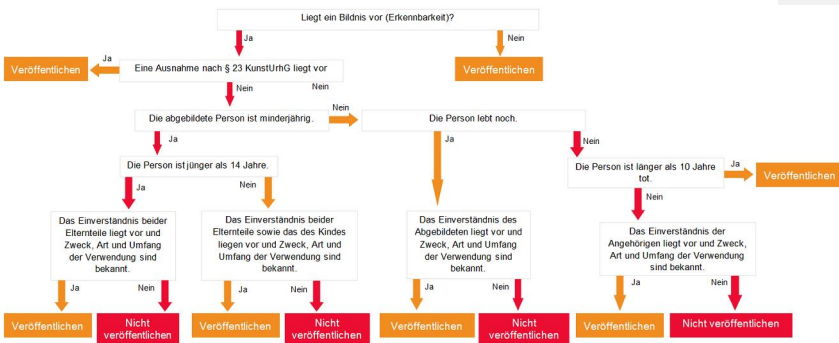 Liegt ein Bildnis vor (Erkennbarkeit)?
Ja
Nein
Veröffentlichen
Ja
Eine Ausnahme nach § 23 KunstUrhG liegt vor
Veröffentlichen
Nein
Nein
Die abgebildete Person ist minderjährig.
Nein
Die Person lebt noch.
Ja
Ja
Nein
Die Person ist jünger als 14 Jahre.
Die Person ist länger als 10 Jahre
tot.
Ja
Veröffentlichen
Ja
Nein
Nein
Das Einverständnis beider
Elternteile liegt vor und
Zweck, Art und Umfang
der Verwendung sind
bekannt.
Das Einverständnis beider
Elternteile sowie das des Kindes
liegen vor und Zweck, Art und
Umfang der Verwendung sind
bekannt.
Das Einverständnis des
Abgebildeten liegt vor und
Zweck, Art und Umfang
der Verwendung sind
bekannt.
Das Einverständnis der
Angehörigen liegt vor und Zweck,
Art und Umfang der Verwendung
sind bekannt.
Ja
Nein
Ja
Nein
Ja
Nein
Ja
Nein
Veröffentlichen
Nicht
veröffentlichen
Veröffentlichen
Nicht
veröffentlichen
Veröffentlichen
Nicht
veröffentlichen
Veröffentlichen
Nicht veröffentlichen